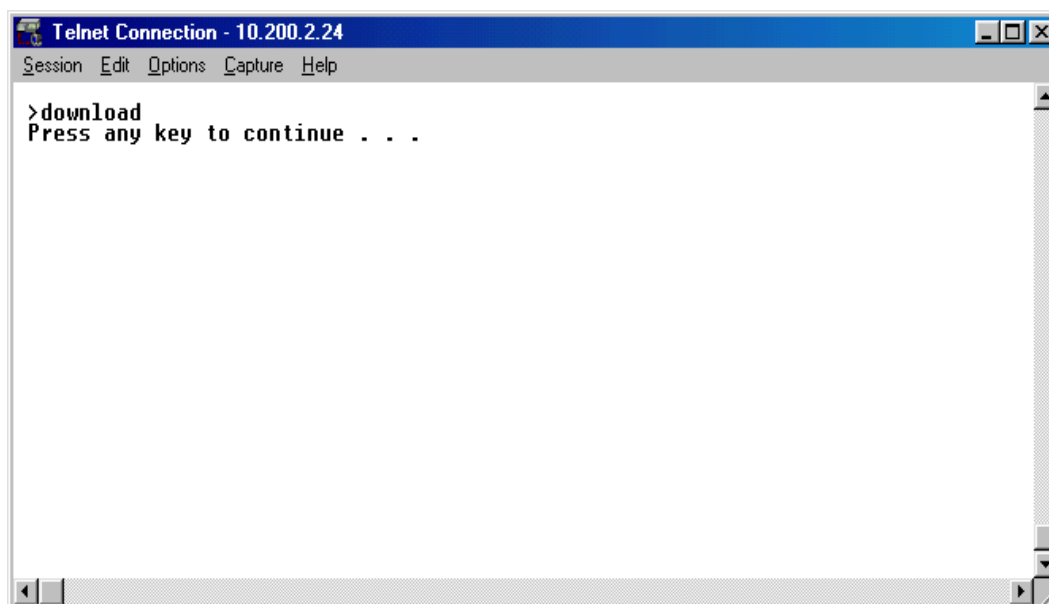 Telnet Connection - 10.200.2.24
Session Edit Options Capture Help
>download
Press any key to continue . . .